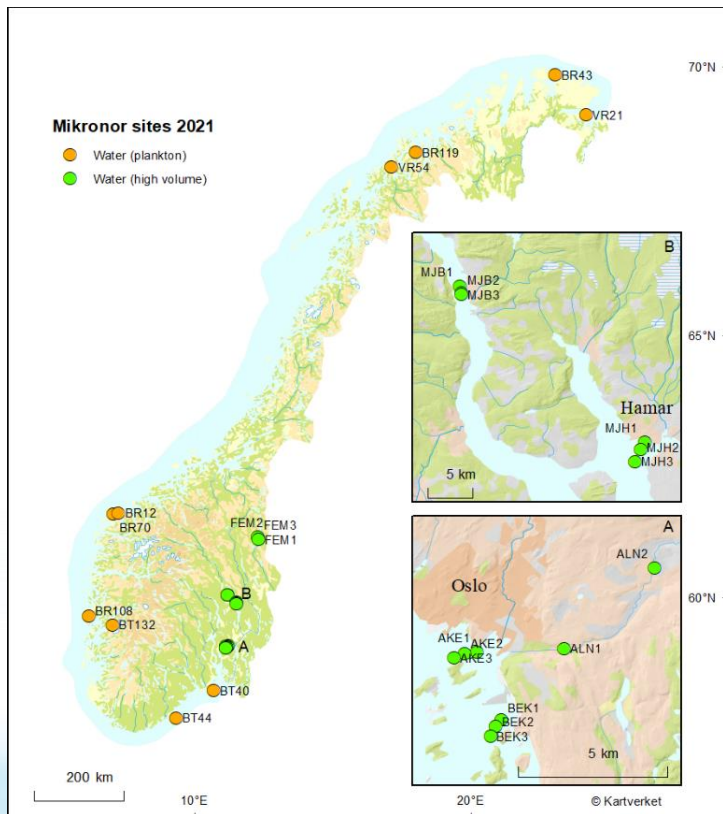 70°N
BR43
Mikronor sites 2021
VR21
Water (plankton)
BR119
Water (high volume)
VR54
B
MJB1
MJB2
MJB3
65°N
Hamar
MJH1
MJH2
MJH3
5 km
BR12
BR70
FEM2
FEM3
FEM1
A
ALN2
Oslo
B
60°N
BR108
BT132
AKE1
AKE2
AKE3
ALN1
A
BT40
BEK1
BEK2
BEK3
BT44
5 km
200 km
10°E
20°E
© Kartverket